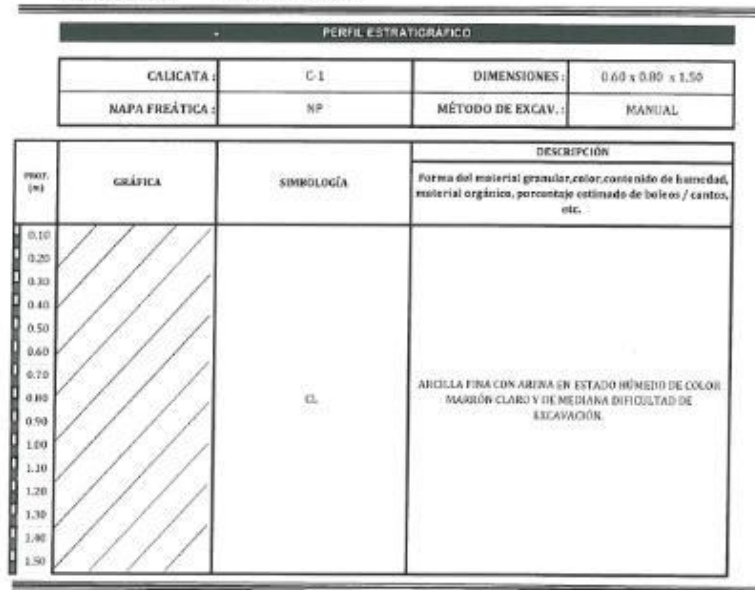 PERFIL ESTRATIGRÁFICO
CALICATA : C-1 DIMENSIONES : 0.60 x 0.80 x 1.50
NAPA FREÁTICA : NP MÉTODO DE EXCAV. : MANUAL
PROF. (m) GRÁFICA SIMBOLOGÍA DESCRIPCIÓN
Forma del material granular,color,contenido de humedad,
material orgánico, porcentaje estimado de boleos / cantos,
etc.
0.10
0.20
0.30
0.40
0.50
0.60
0.70
0.80
0.90
1.00
1.10
1.20
1.30
1.40
1.50
CL
ARCILLA FINA CON ARENA EN ESTADO HÚMEDO DE COLOR
MARRÓN CLARO Y DE MEDIANA DIFICULTAD DE
EXCAVACIÓN.